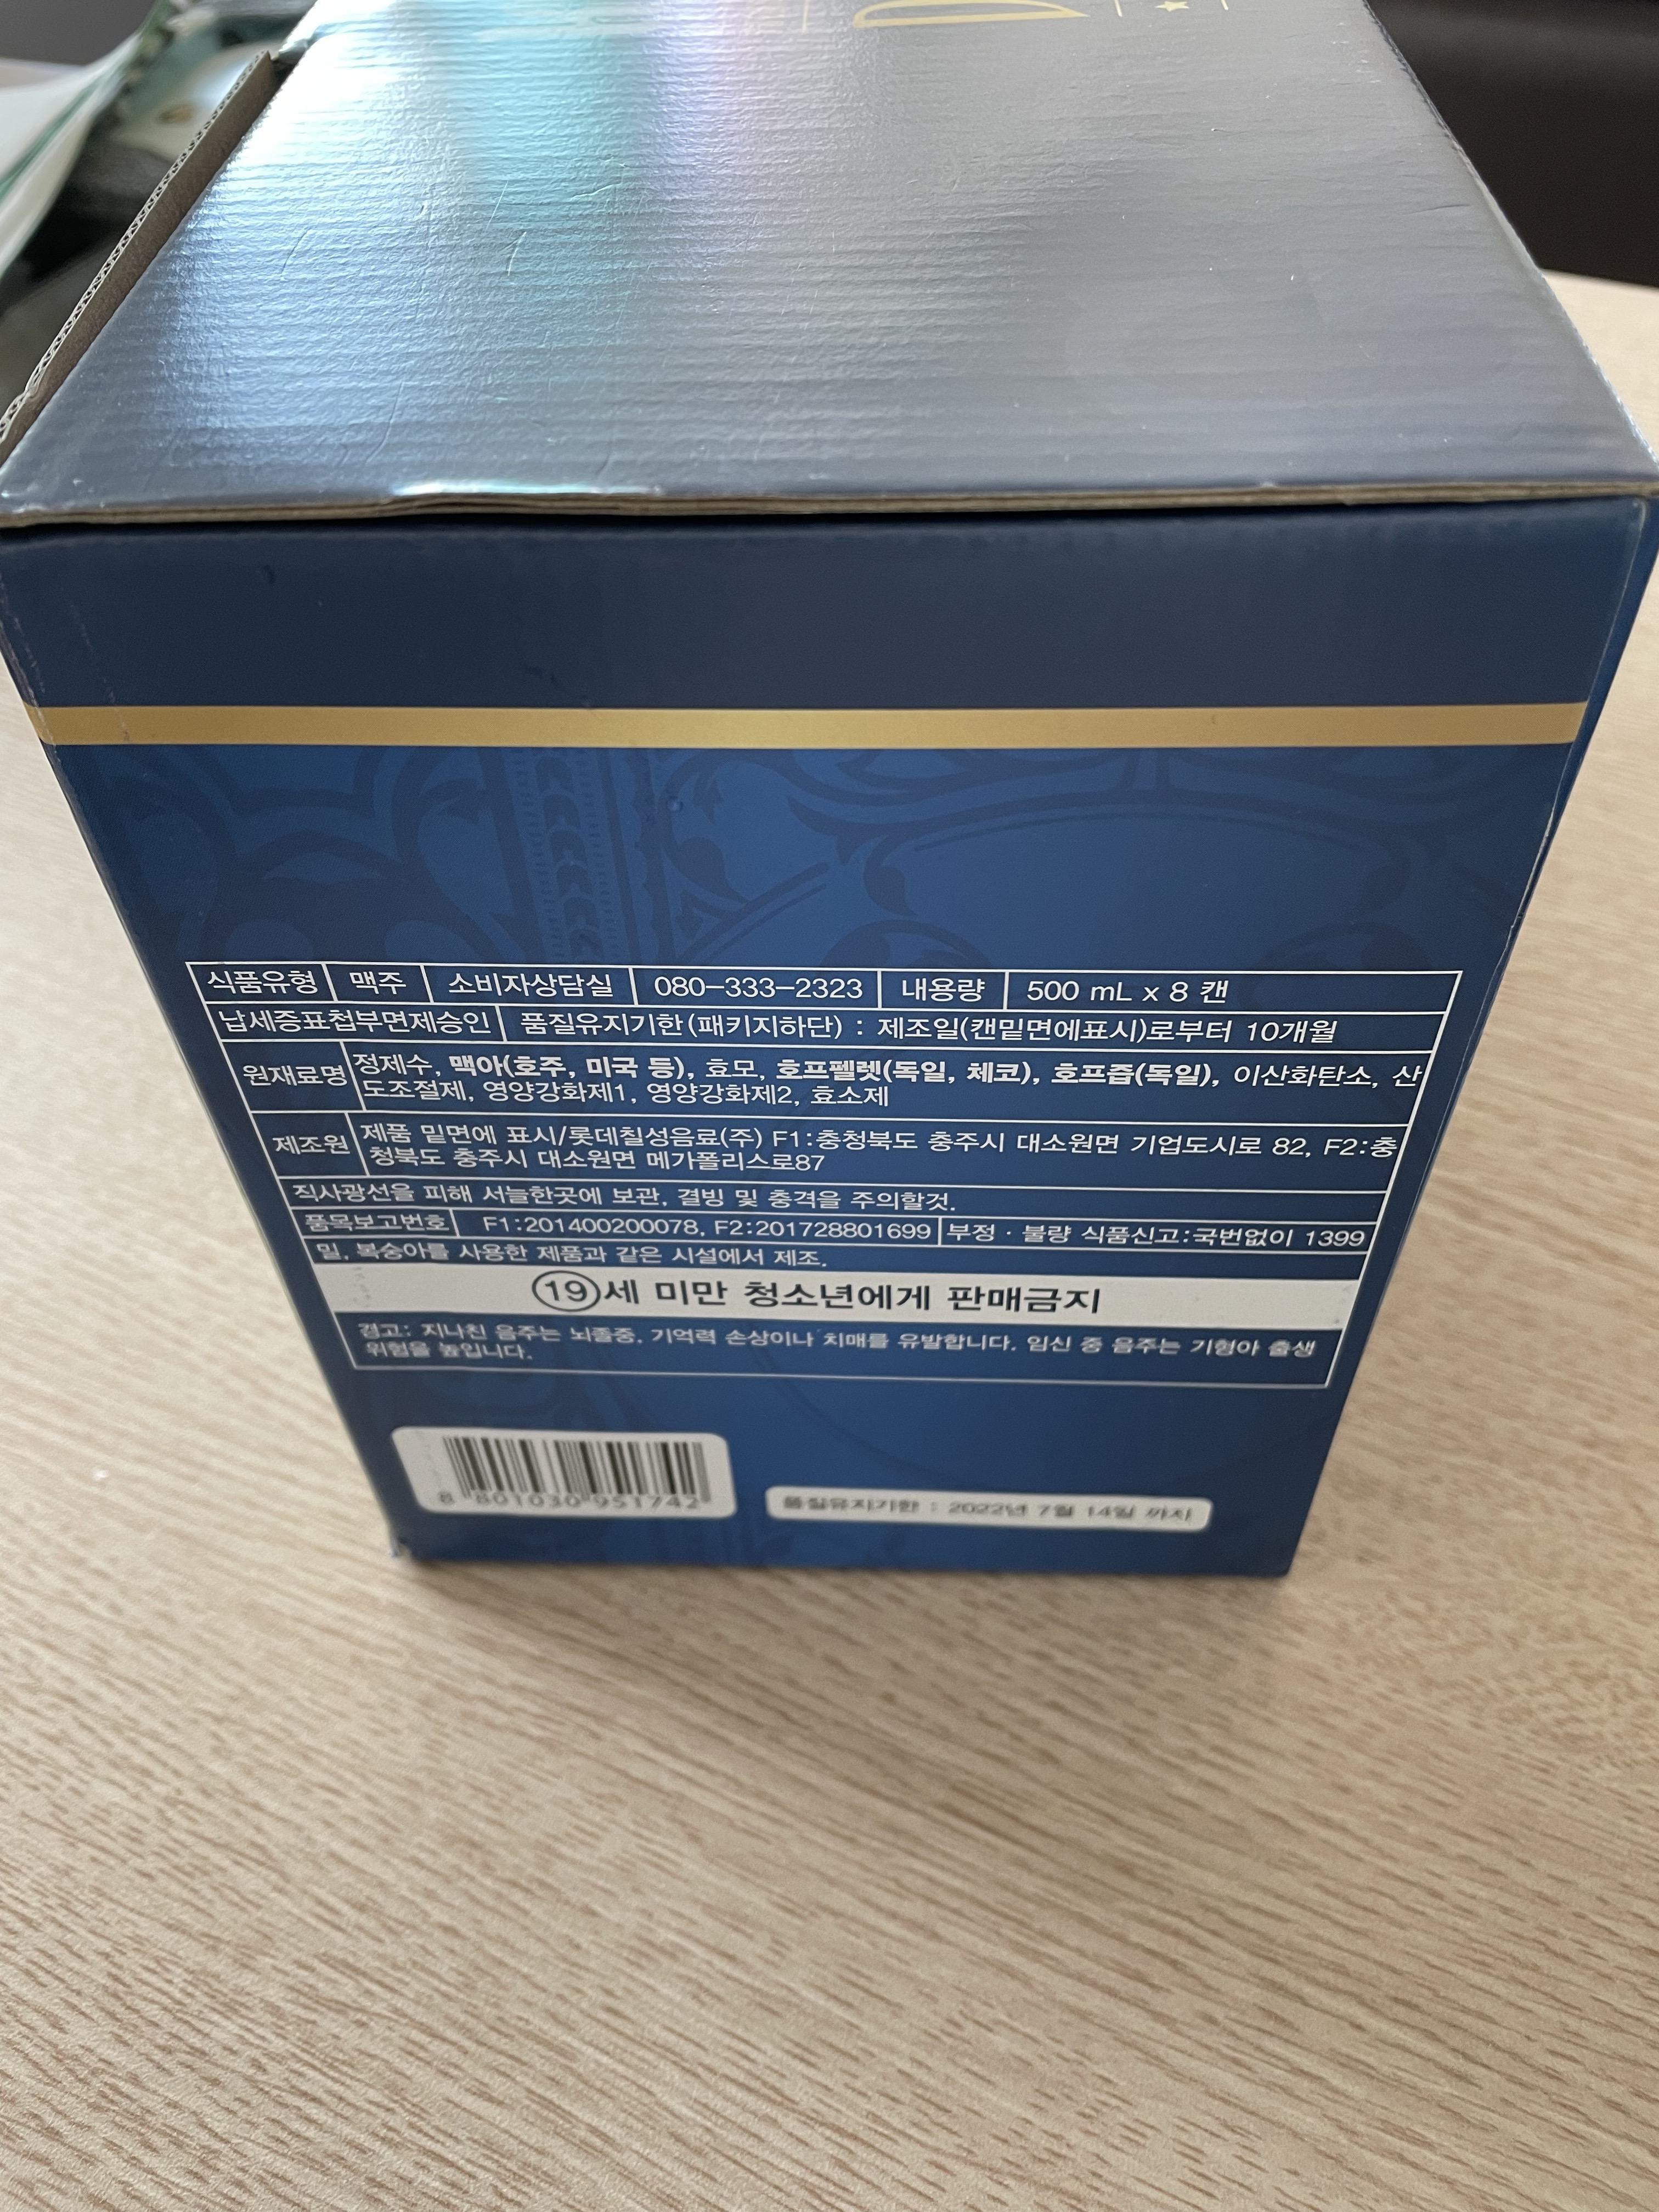 식품유형 맥주 소비자상담실 080-333-2323 내용량 500 mL x 8 캔
납세증표첩부면제승인 품질유지기한(패키지하단) : 제조일(캔밑면에표시)로부터 10개월
원재료명 정제수, 맥아(호주, 미국 등), 효모, 호프펠렛(독일, 체코), 호프즙(독일), 이산화탄소, 산
도조절제, 영양강화제1, 영양강화제2, 효소제
제조원 제품 밑면에 표시/롯데칠성음료(주) F1:충청북도 충주시 대소원면 기업도시로 82, F2:충
청북도 충주시 대소원면 메가폴리스로87
직사광선을 피해 서늘한곳에 보관, 결빙 및 충격을 주의할것.
품목보고번호 F1:201400200078, F2:201728801699 부정 · 불량 식품신고:국번없이 1399
밀, 복숭아를 사용한 제품과 같은 시설에서 제조.
19세 미만 청소년에게 판매금지
경고: 지나친 음주는 뇌졸중, 기억력 손상이나 치매를 유발합니다. 임신 중 음주는 기형아 출생
위험을 높입니다.
8 801030 951742
품질유지기한 : 2022년 7월 14일 까지